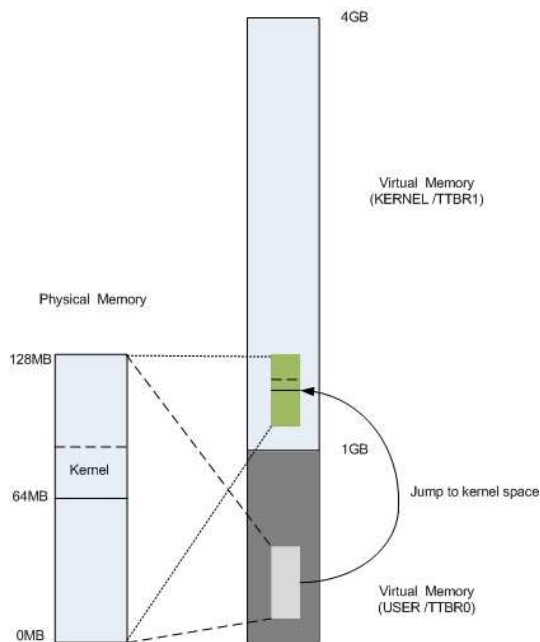 4GB
Virtual Memory
(KERNEL /TTBR1)
Physical Memory
128MB
1GB
Kernel
Jump to kernel space
64MB
Virtual Memory
(USER /TTBR0)
0MB